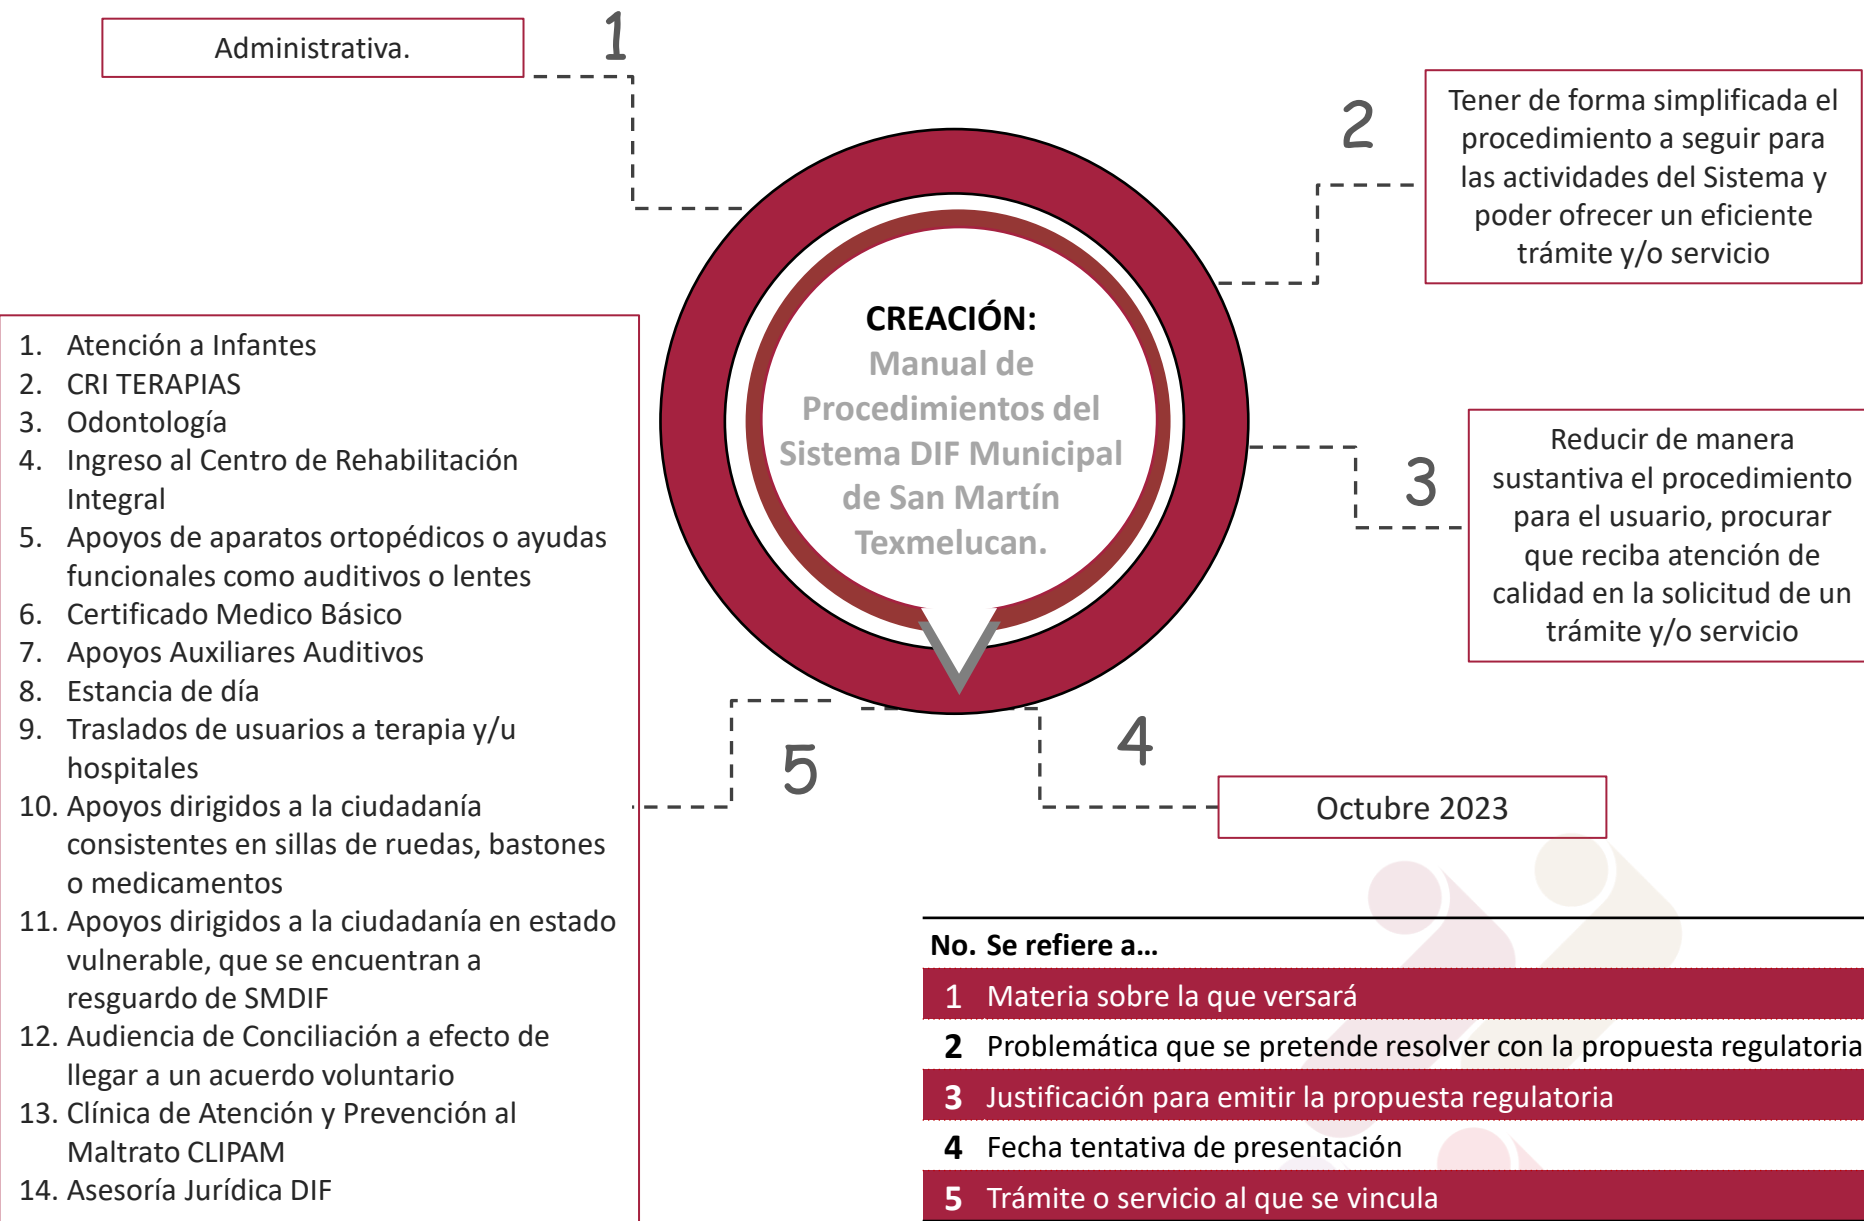 1
Administrativa.
2
Tener de forma simplificada el
procedimiento a seguir para
las actividades del Sistema y
poder ofrecer un eficiente
trámite y/o servicio
CREACIÓN:
Manual de
Procedimientos del
Sistema DIF Municipal
de San Martín
Texmelucan.
3
Reducir de manera
sustantiva el procedimiento
para el usuario, procurar
que reciba atención de
calidad en la solicitud de un
trámite y/o servicio
4
Octubre 2023
5
1. Atención a Infantes
2. CRI TERAPIAS
3. Odontología
4. Ingreso al Centro de Rehabilitación
Integral
5. Apoyos de aparatos ortopédicos o ayudas
funcionales como auditivos o lentes
6. Certificado Medico Básico
7. Apoyos Auxiliares Auditivos
8. Estancia de día
9. Traslados de usuarios a terapia y/u
hospitales
10. Apoyos dirigidos a la ciudadanía
consistentes en sillas de ruedas, bastones
o medicamentos
11. Apoyos dirigidos a la ciudadanía en estado
vulnerable, que se encuentran a
resguardo de SMDIF
12. Audiencia de Conciliación a efecto de
llegar a un acuerdo voluntario
13. Clínica de Atención y Prevención al
Maltrato CLIPAM
14. Asesoría Jurídica DIF
No. Se refiere a...
1 Materia sobre la que versará
2 Problemática que se pretende resolver con la propuesta regulatoria
3 Justificación para emitir la propuesta regulatoria
4 Fecha tentativa de presentación
5 Trámite o servicio al que se vincula